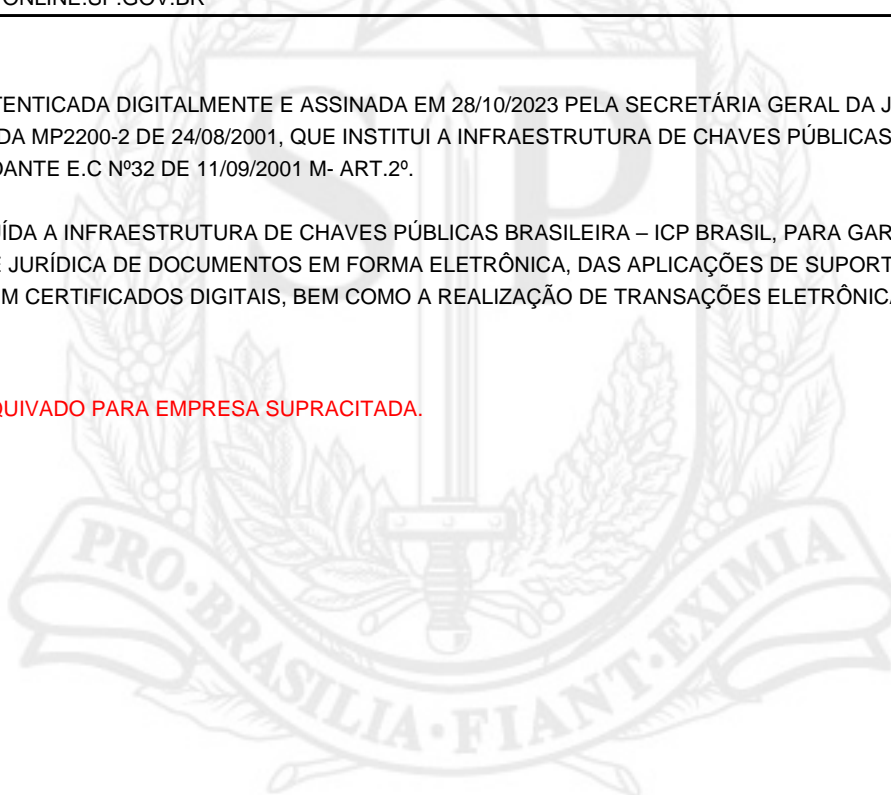 ONLINE.SP.GOV.BR
TENTICADA DIGITALMENTE E ASSINADA EM 28/10/2023 PELA SECRETÁRIA GERAL DA J
DA MP2200-2 DE 24/08/2001, QUE INSTITUI A INFRAESTRUTURA DE CHAVES PÚBLICAS
DANTE E.C Nº32 DE 11/09/2001 M- ART.2º.
ÍDA A INFRAESTRUTURA DE CHAVES PÚBLICAS BRASILEIRA – ICP BRASIL, PARA GAR
E JURÍDICA DE DOCUMENTOS EM FORMA ELETRÔNICA, DAS APLICAÇÕES DE SUPORT
M CERTIFICADOS DIGITAIS, BEM COMO A REALIZAÇÃO DE TRANSAÇÕES ELETRÔNICA
QUIVADO PARA EMPRESA SUPRACITADA.
SP
PRO·BRASILIA·FIANT·EXIMIA